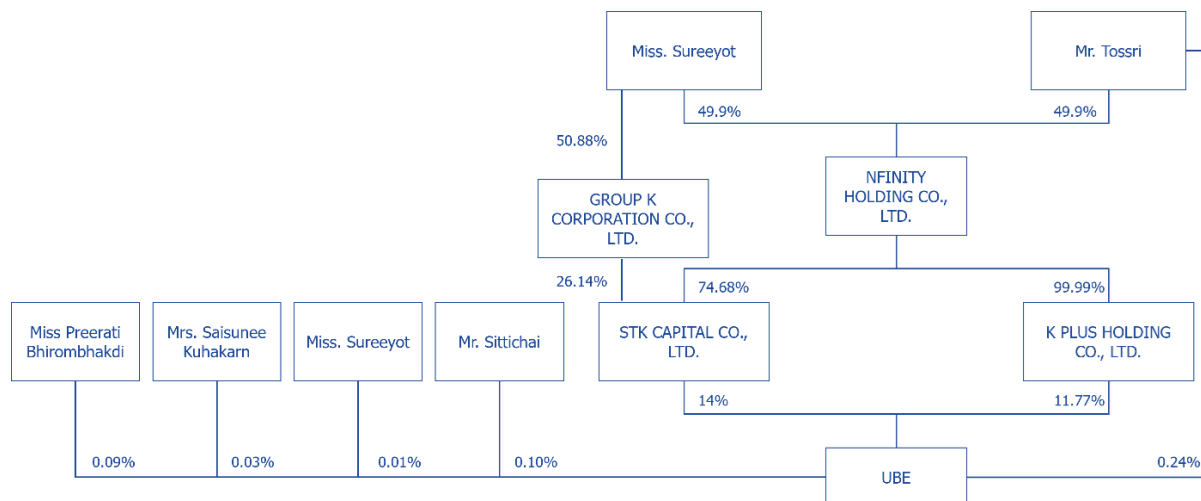 Miss. Sureeyot
Mr. Tossri
49.9%
49.9%
50.88%
GROUP K
CORPORATION CO.,
LTD.
NFINITY
HOLDING CO.,
LTD.
26.14%
74.68%
99.99%
Miss Preerati
Bhirombhakdi
Mrs. Saisunee
Kuhakarn
Miss. Sureeyot
Mr. Sittichai
STK CAPITAL CO.,
LTD.
K PLUS HOLDING
CO., LTD.
14%
11.77%
0.09%
0.03%
0.01%
0.10%
UBE
0.24%